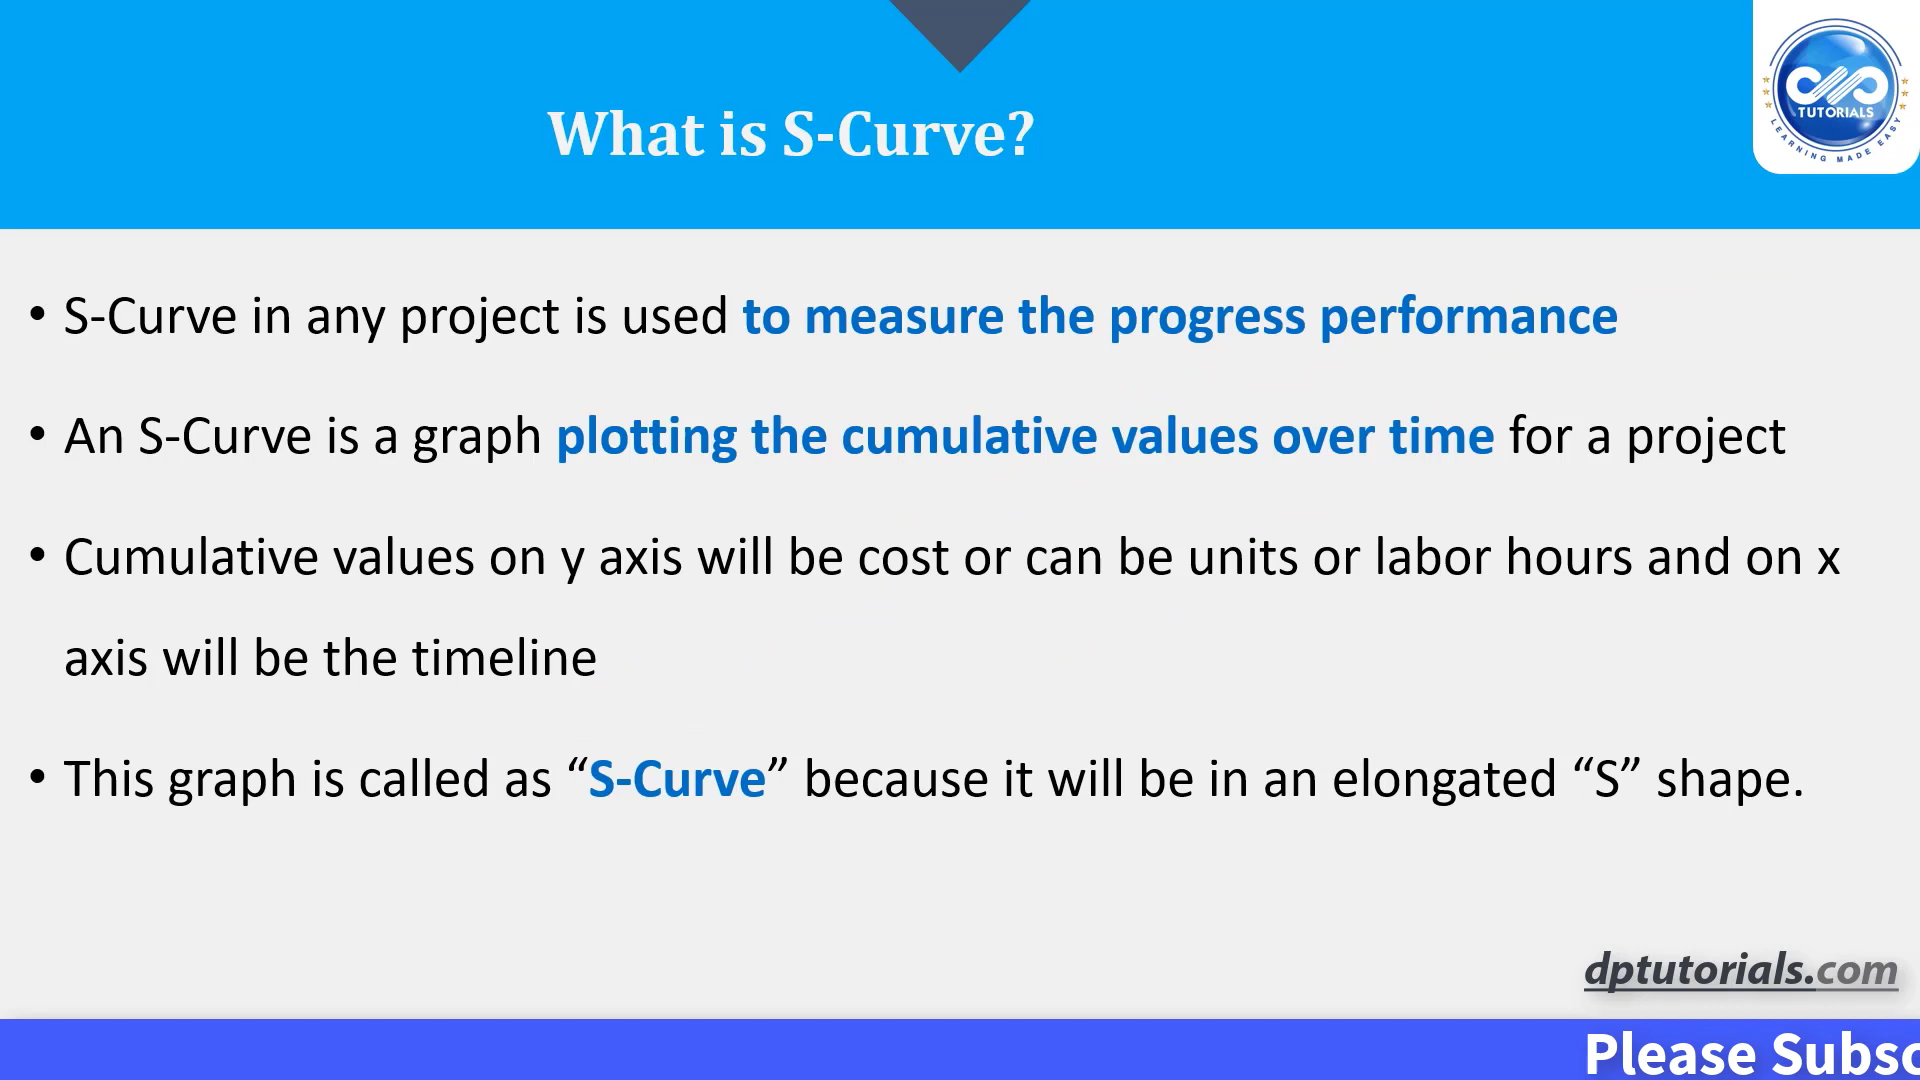 TUTORIALS
LEARNING MADE EASY
What is S-Curve?
• S-Curve in any project is used to measure the progress performance
• An S-Curve is a graph plotting the cumulative values over time for a project
• Cumulative values on y axis will be cost or can be units or labor hours and on x
axis will be the timeline
• This graph is called as “S-Curve” because it will be in an elongated “S” shape.
dptutorials.com
Please Subsc